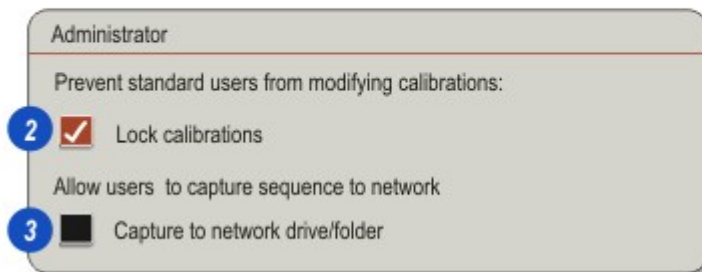 Administrator
Prevent standard users from modifying calibrations:
2 Lock calibrations
Allow users to capture sequence to network
3 Capture to network drive/folder